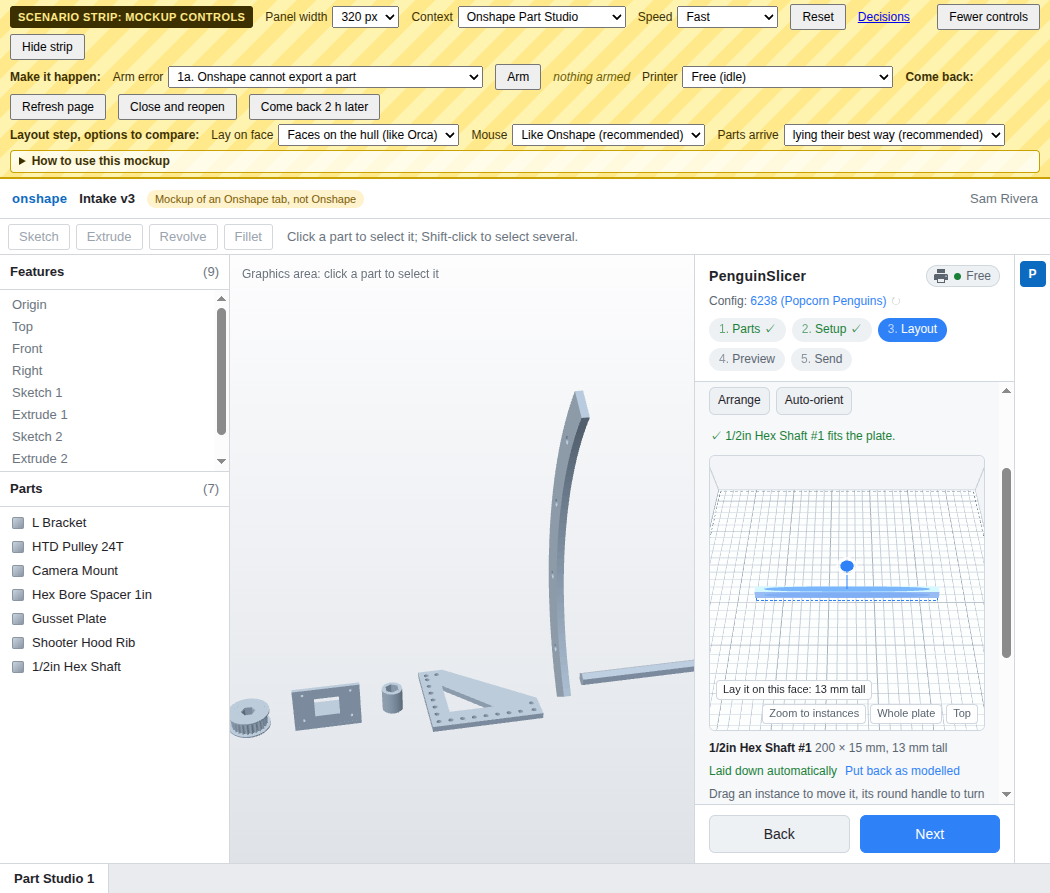 SCENARIO STRIP: MOCKUP CONTROLS Panel width 320 px Context Onshape Part Studio Speed Fast Reset Decisions Fewer controls
Hide strip
Make it happen: Arm error 1a. Onshape cannot export a part Arm nothing armed Printer Free (idle) Come back:
Refresh page Close and reopen Come back 2 h later
Layout step, options to compare: Lay on face Faces on the hull (like Orca) Mouse Like Onshape (recommended) Parts arrive lying their best way (recommended)
How to use this mockup
onshape Intake v3 Mockup of an Onshape tab, not Onshape Sam Rivera
Sketch Extrude Revolve Fillet Click a part to select it; Shift-click to select several.
Features (9)
Origin
Top
Front
Right
Sketch 1
Extrude 1
Sketch 2
Extrude 2
Parts (7)
L Bracket
HTD Pulley 24T
Camera Mount
Hex Bore Spacer 1in
Gusset Plate
Shooter Hood Rib
1/2in Hex Shaft
Graphics area: click a part to select it
PenguinSlicer Free
Config: 6238 (Popcorn Penguins)
1. Parts ✓ 2. Setup ✓ 3. Layout
4. Preview 5. Send
Arrange Auto-orient
✓ 1/2in Hex Shaft #1 fits the plate.
Lay it on this face: 13 mm tall
Zoom to instances Whole plate Top
1/2in Hex Shaft #1 200 × 15 mm, 13 mm tall
Laid down automatically Put back as modelled
Drag an instance to move it, its round handle to turn
Back Next
P
Part Studio 1